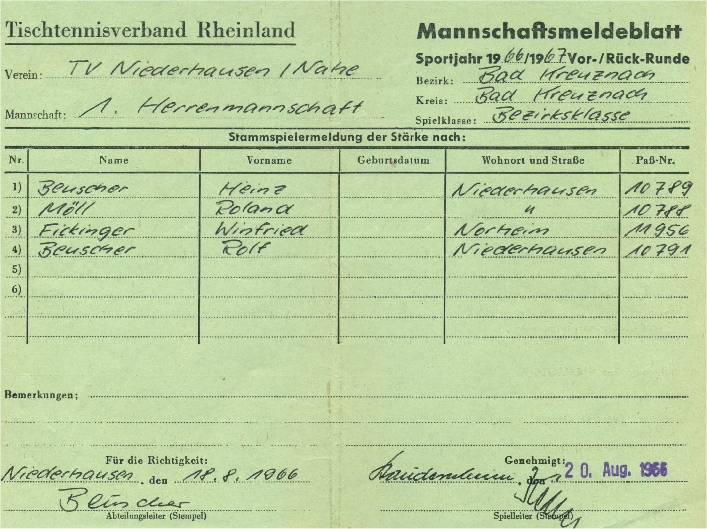 Tischtennisverband Rheinland
Mannschaftsmeldeblatt
Sportjahr 1966/1967 Vor-/Rück-Runde
Verein: TV Niederhausen / Nahe
Bezirk: Bad Kreuznach
Kreis: Bad Kreuznach
Mannschaft: 1. Herrenmannschaft
Spielklasse: Bezirksklasse
Stammspielermeldung der Stärke nach:
Nr. Name Vorname Geburtsdatum Wohnort und Straße Paß-Nr.
1) Beuscher Heinz Niederhausen 10789
2) Möll Roland " 10788
3) Fickinger Winfried Norheim 11956
4) Beuscher Rolf Niederhausen 10791
5)
6)
Bemerkungen:
Für die Richtigkeit: Genehmigt:
Niederhausen, den 18.8.1966 den 20. Aug. 1966
Beuscher
Abteilungsleiter (Stempel) Spielleiter (Stempel)